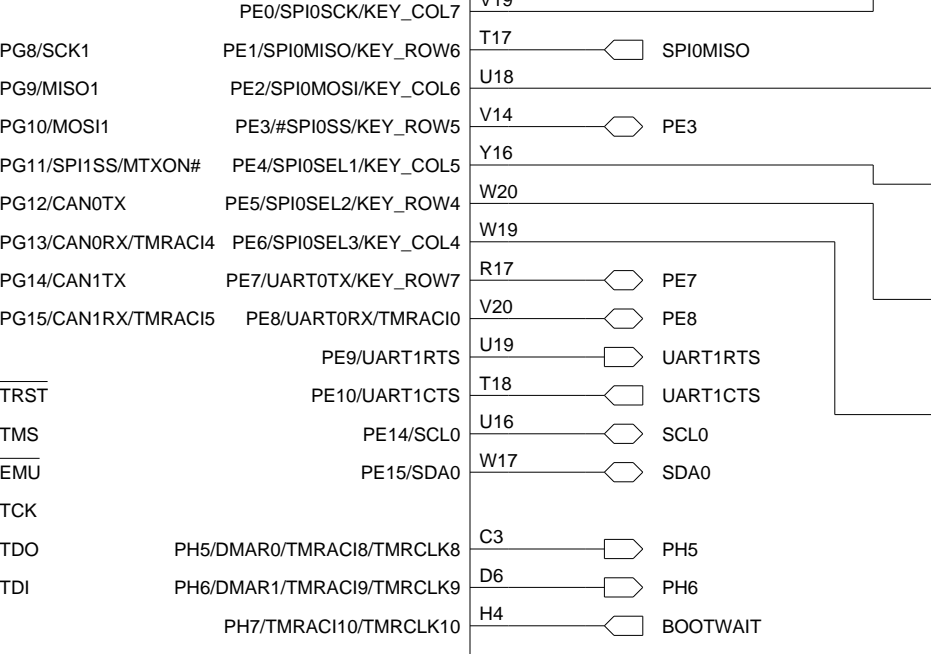 PE0/SPI0SCK/KEY_COL7 V19
PG8/SCK1 PE1/SPI0MISO/KEY_ROW6 T17 SPI0MISO
PG9/MISO1 PE2/SPI0MOSI/KEY_COL6 U18
PG10/MOSI1 PE3/#SPI0SS/KEY_ROW5 V14 PE3
PG11/SPI1SS/MTXON# PE4/SPI0SEL1/KEY_COL5 Y16
PG12/CAN0TX PE5/SPI0SEL2/KEY_ROW4 W20
PG13/CAN0RX/TMRACI4 PE6/SPI0SEL3/KEY_COL4 W19
PG14/CAN1TX PE7/UART0TX/KEY_ROW7 R17 PE7
PG15/CAN1RX/TMRACI5 PE8/UART0RX/TMRACI0 V20 PE8
PE9/UART1RTS U19 UART1RTS
TRST PE10/UART1CTS T18 UART1CTS
TMS PE14/SCL0 U16 SCL0
EMU PE15/SDA0 W17 SDA0
TCK
TDO PH5/DMAR0/TMRACI8/TMRCLK8 C3 PH5
TDI PH6/DMAR1/TMRACI9/TMRCLK9 D6 PH6
PH7/TMRACI10/TMRCLK10 H4 BOOTWAIT